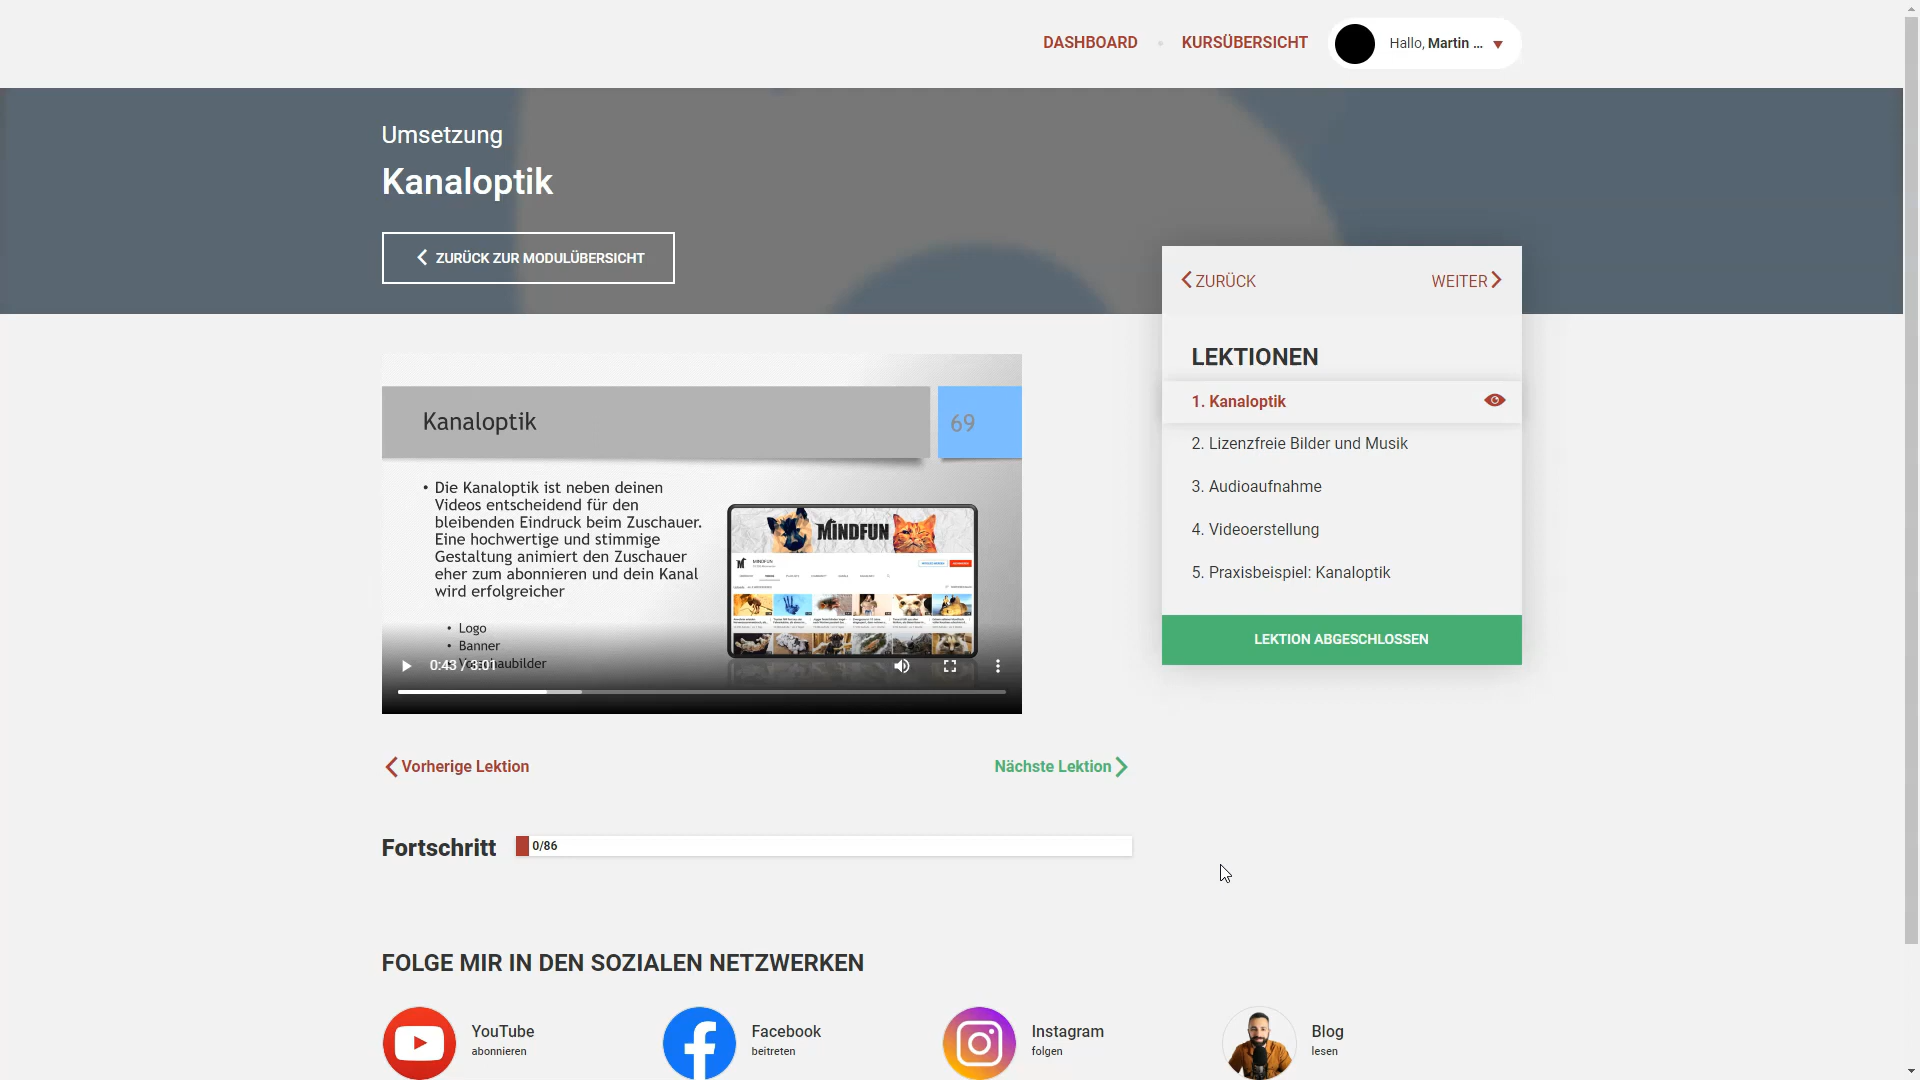 DASHBOARD
KURSÜBERSICHT
Hallo, Martin ...
Umsetzung
Kanaloptik
ZURÜCK ZUR MODULÜBERSICHT
ZURÜCK
WEITER
LEKTIONEN
1. Kanaloptik
2. Lizenzfreie Bilder und Musik
3. Audioaufnahme
4. Videoerstellung
5. Praxisbeispiel: Kanaloptik
LEKTION ABGESCHLOSSEN
Kanaloptik
69
• Die Kanaloptik ist neben deinen
Videos entscheidend für den
bleibenden Eindruck beim Zuschauer.
Eine hochwertige und stimmige
Gestaltung animiert den Zuschauer
eher zum abonnieren und dein Kanal
wird erfolgreicher
• Logo
• Banner
MINDFUN
MINDFUN
0:43
Vorherige Lektion
Nächste Lektion
Fortschritt
0/86
FOLGE MIR IN DEN SOZIALEN NETZWERKEN
YouTube
abonnieren
Facebook
beitreten
Instagram
folgen
Blog
lesen